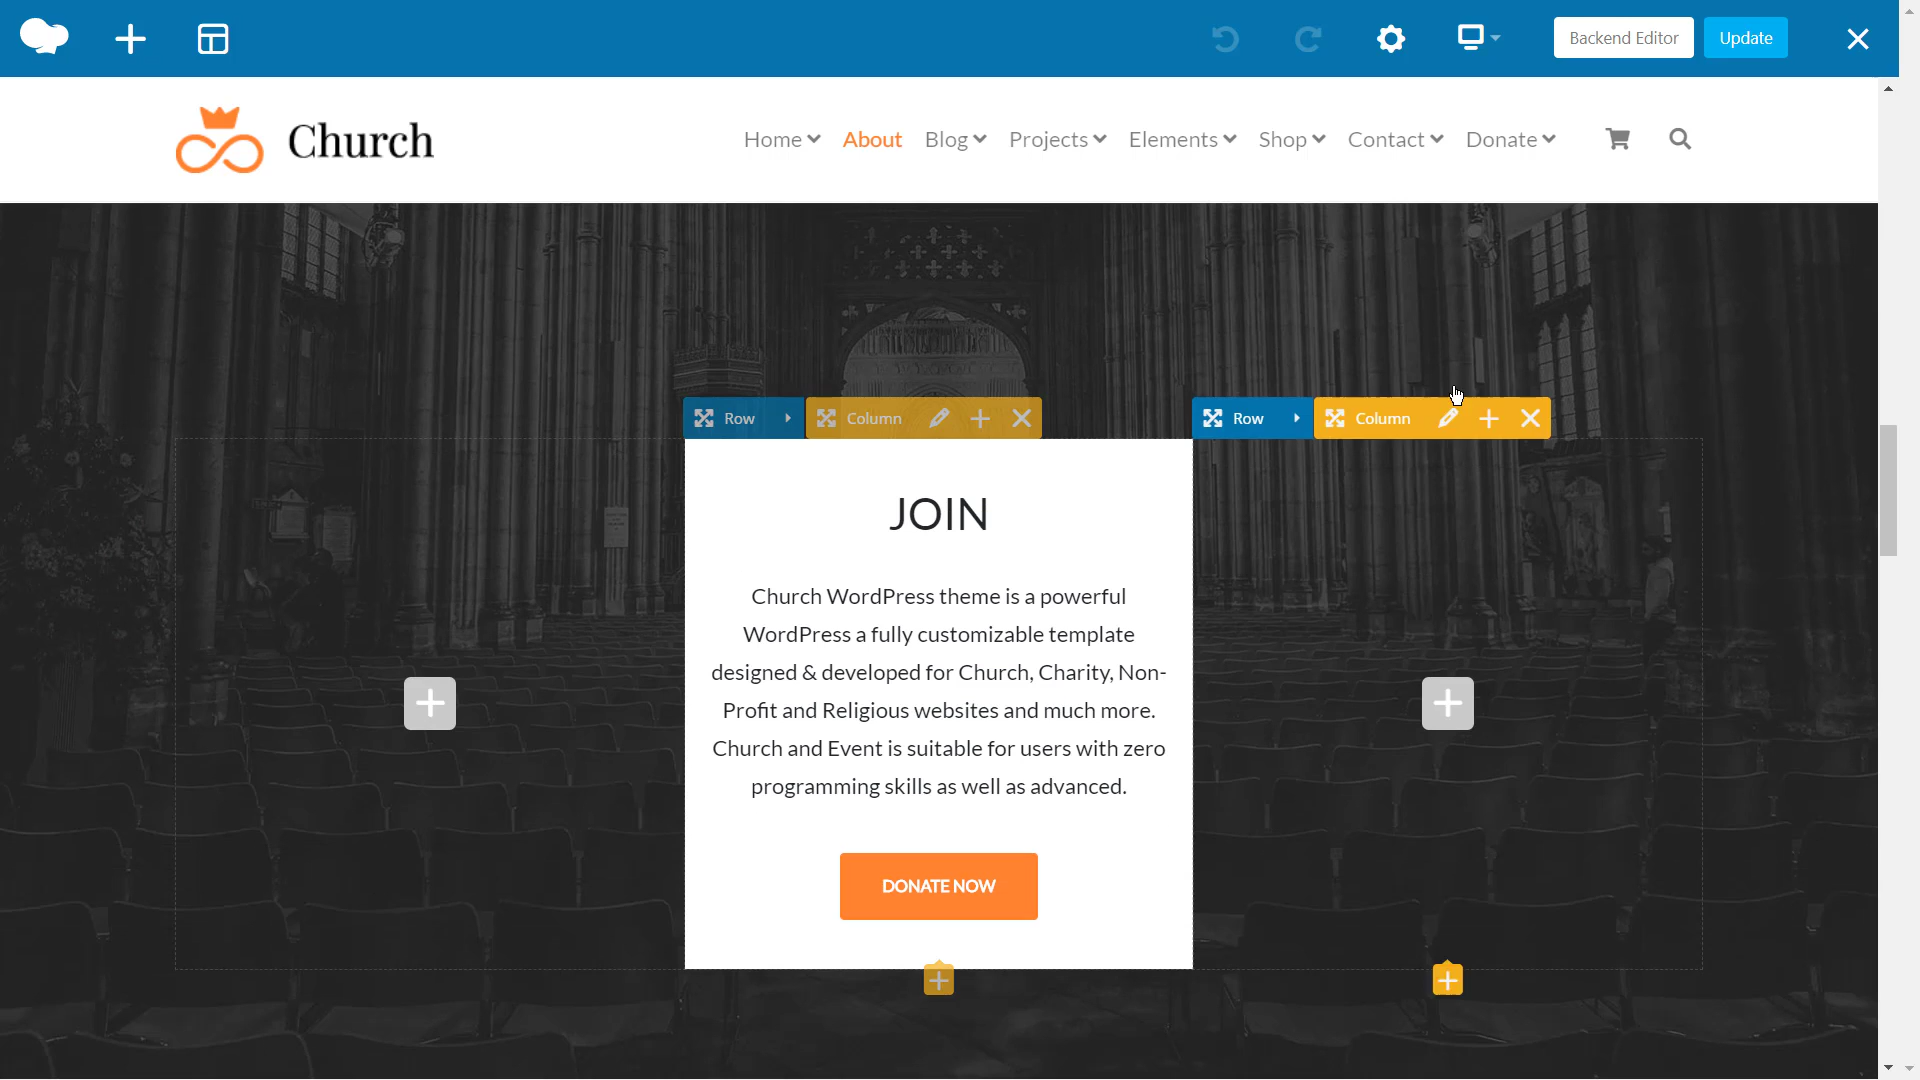 Backend Editor
Update
Church
Home
About
Blog
Projects
Elements
Shop
Contact
Donate
Row
Column
Row
Column
JOIN
Church WordPress theme is a powerful
WordPress a fully customizable template
designed & developed for Church, Charity, Non-
Profit and Religious websites and much more.
Church and Event is suitable for users with zero
programming skills as well as advanced.
DONATE NOW